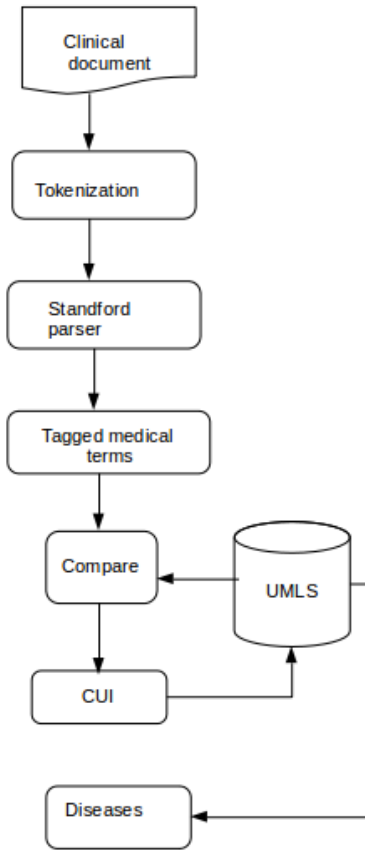 Clinical
document
Tokenization
Standford
parser
Tagged medical
terms
Compare
UMLS
CUI
Diseases